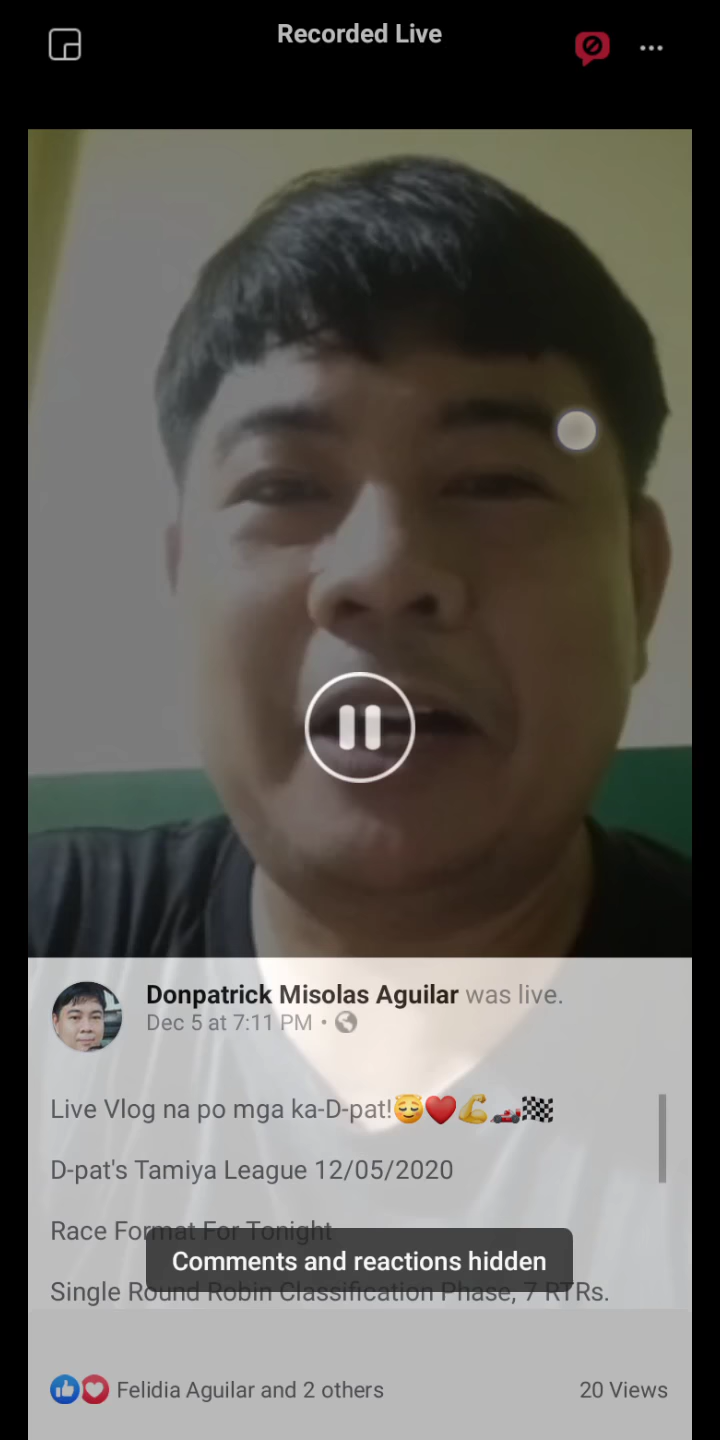 Recorded Live
Donpatrick Misolas Aguilar was live.
Dec 5 at 7:11 PM •
Live Vlog na po mga ka-D-pat!😌❤️💪🏎️🏁
D-pat's Tamiya League 12/05/2020
Race Format For Tonight
Comments and reactions hidden
Single Round Robin Classification Phase, 7 RTRs.
Felidia Aguilar and 2 others
20 Views